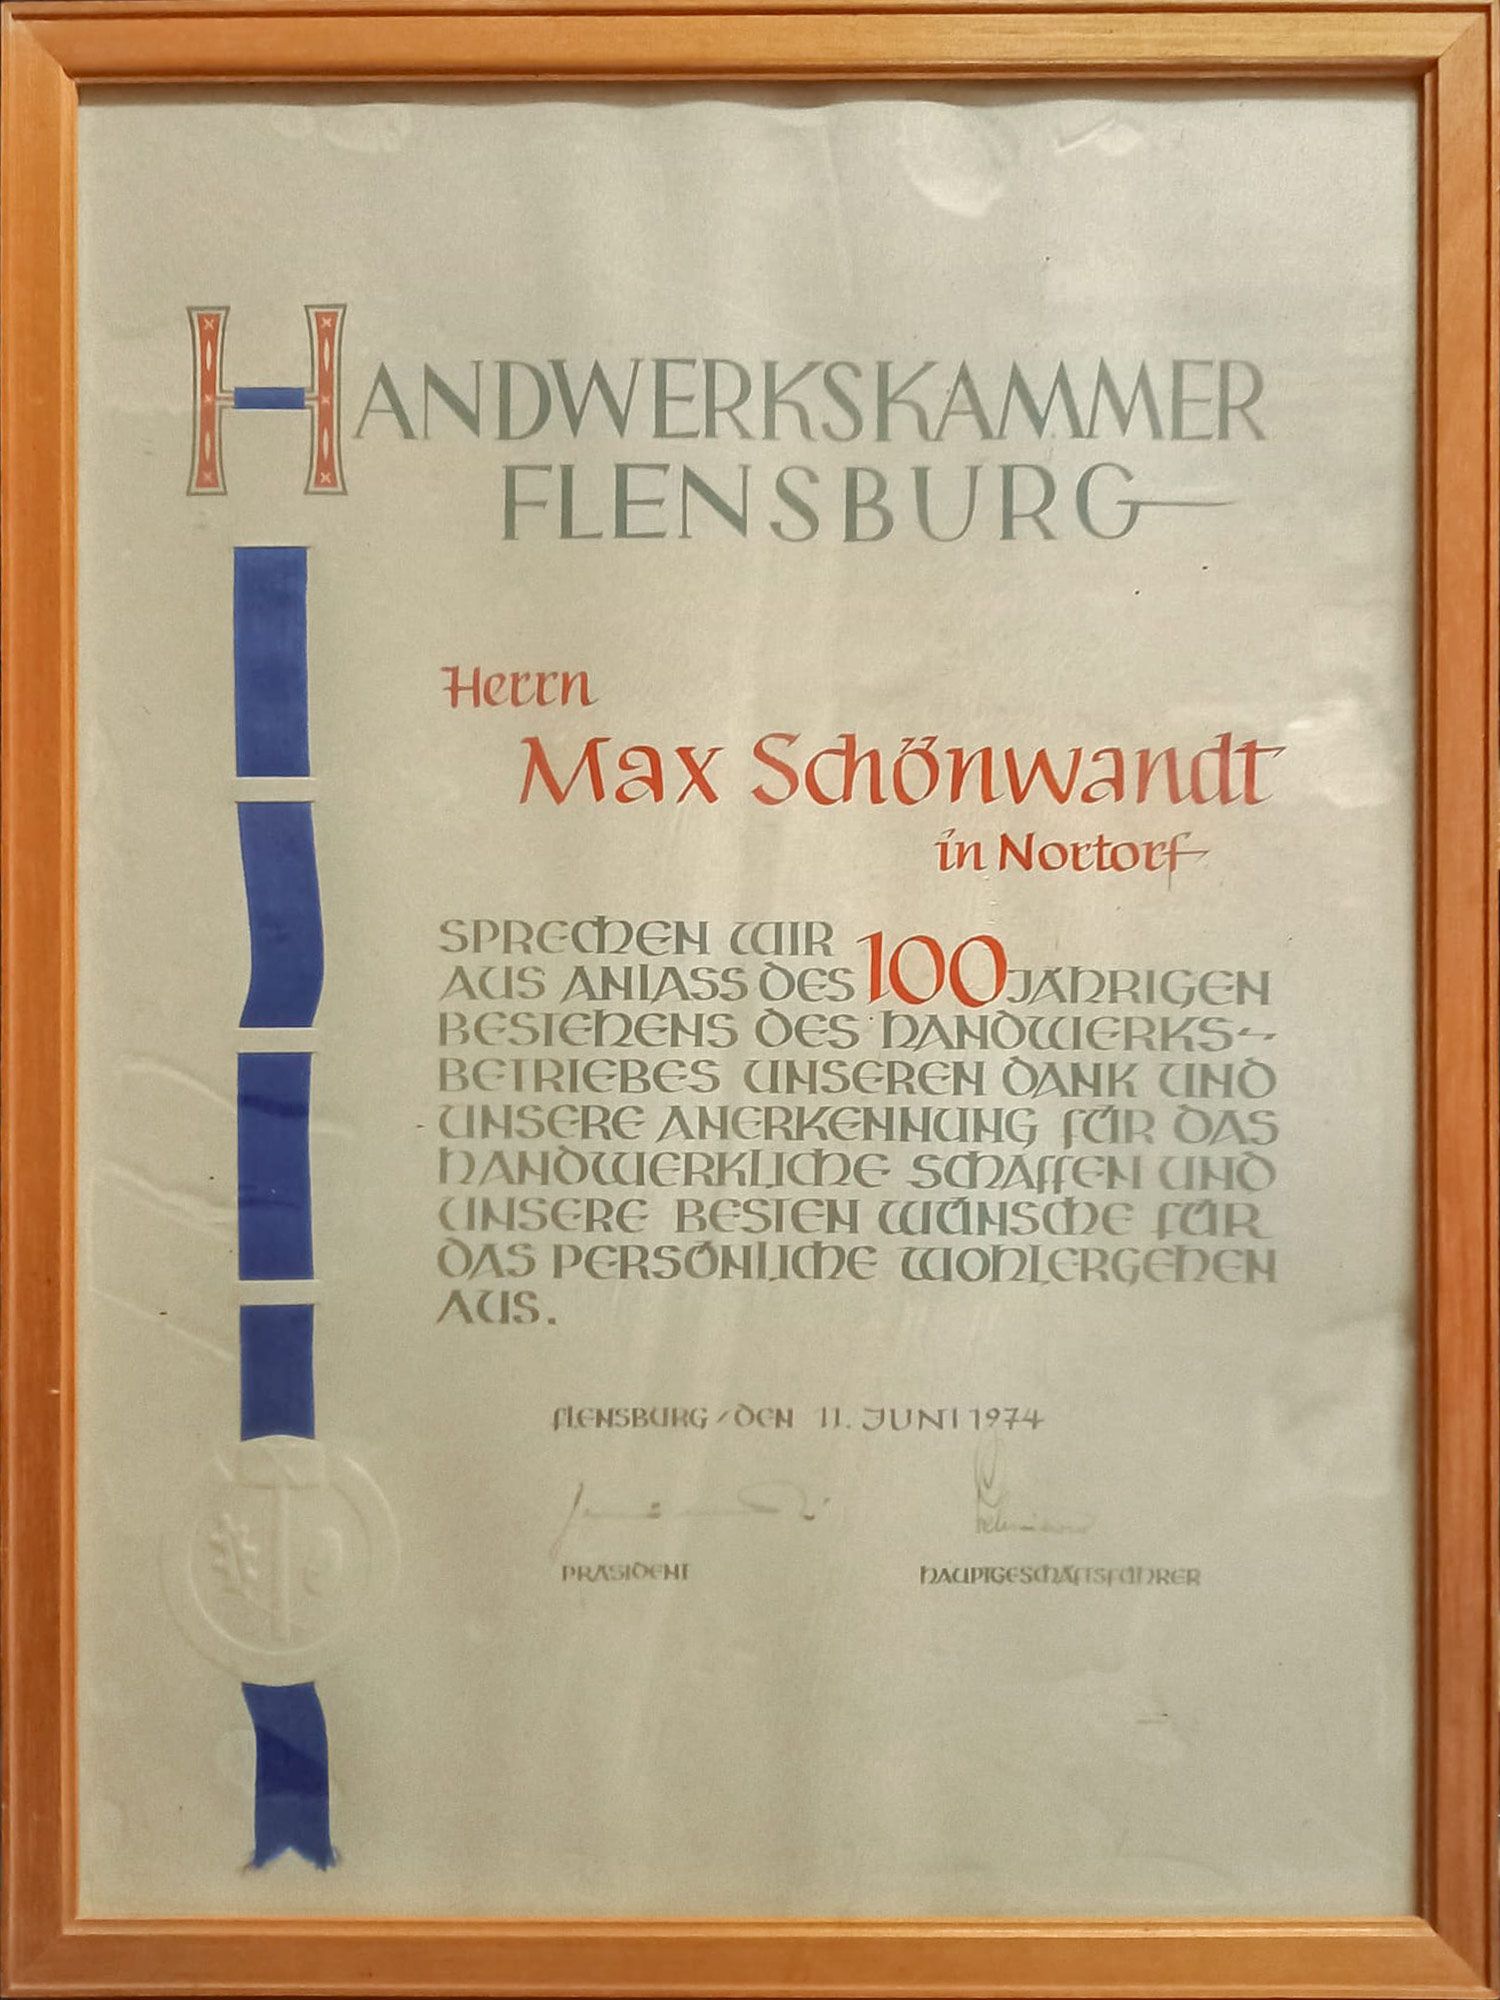 HANDWERKSKAMMER
FLENSBURG
Herrn
Max Schönwandt
in Nortorf
SPRECHEN WIR
AUS ANLASS DES 100 JÄHRIGEN
BESTEHENS DES HANDWERKS-
BETRIEBES UNSEREN DANK UND
UNSERE ANERKENNUNG FÜR DAS
HANDWERKLICHE SCHAFFEN UND
UNSERE BESTEN WÜNSCHE FÜR
DAS PERSÖNLICHE WOHLERGEHEN
AUS.
FLENSBURG, DEN 11. JUNI 1974
PRÄSIDENT
HAUPTGESCHÄFTSFÜHRER